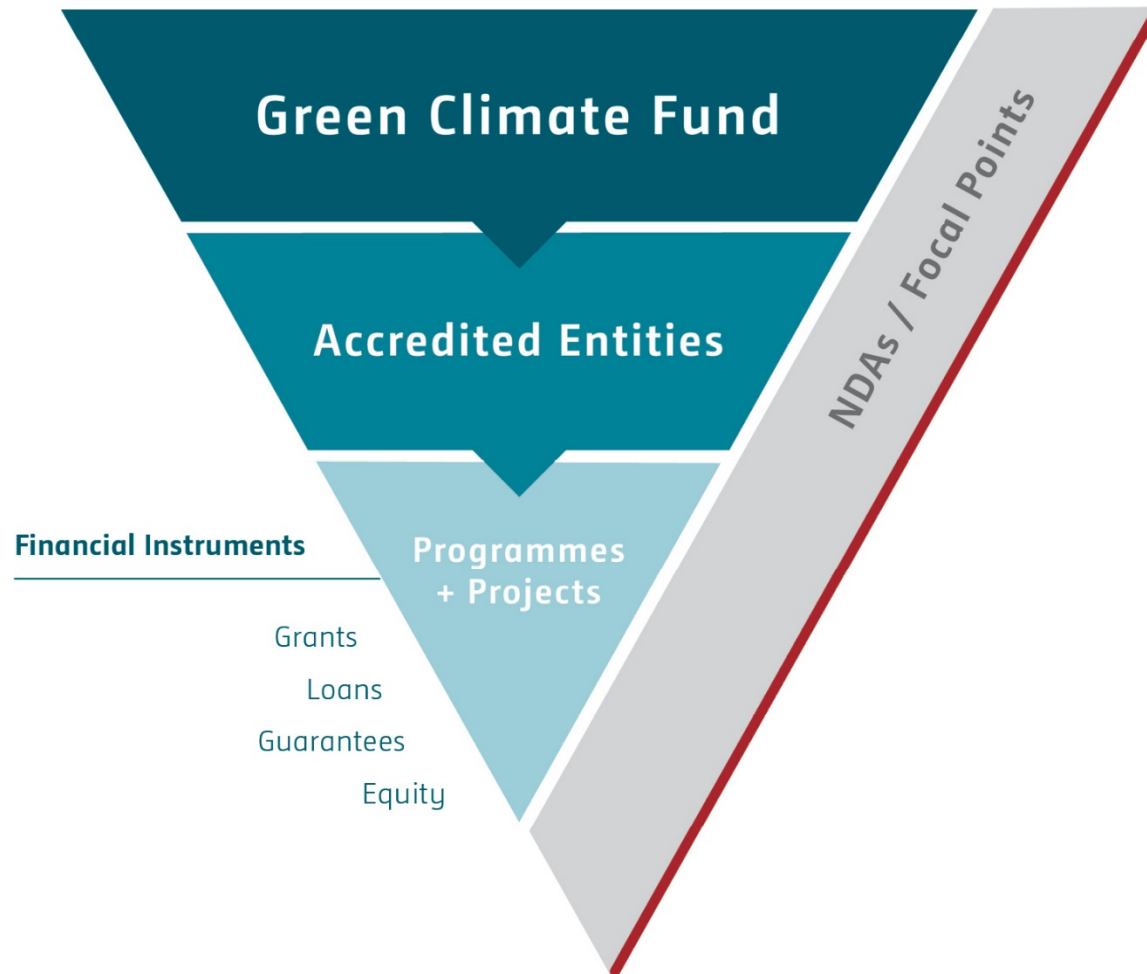 Green Climate Fund
NDAs / Focal Points
Accredited Entities
Financial Instruments
Programmes
+ Projects
Grants
Loans
Guarantees
Equity